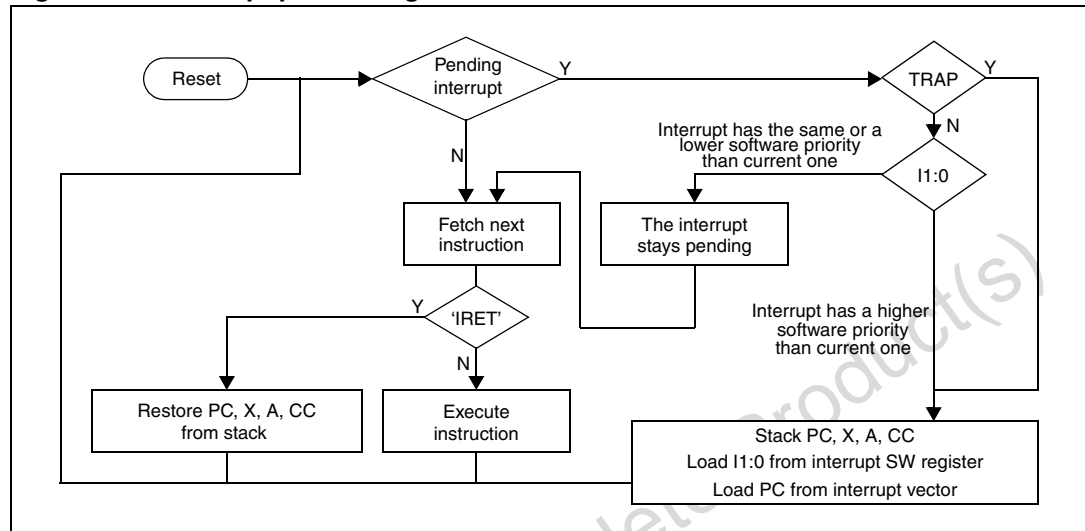 Reset
Pending
interrupt
Y
TRAP
Y
N
Interrupt has the same or a
lower software priority
than current one
N
I1:0
Fetch next
instruction
The interrupt
stays pending
Y
'IRET'
Interrupt has a higher
software priority
than current one
N
Restore PC, X, A, CC
from stack
Execute
instruction
Stack PC, X, A, CC
Load I1:0 from interrupt SW register
Load PC from interrupt vector